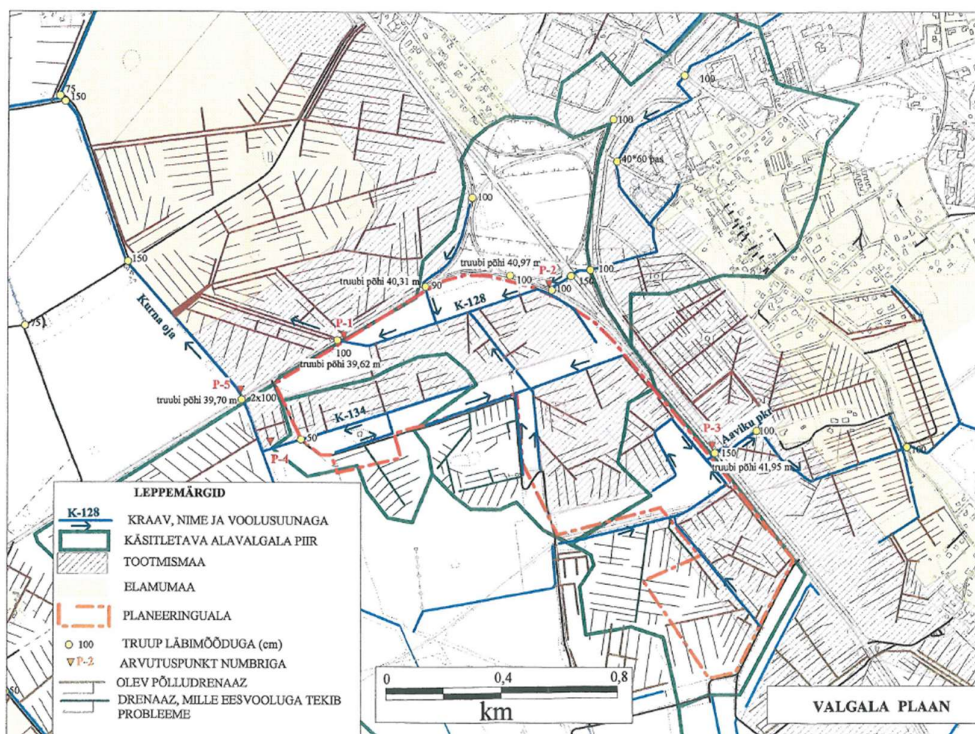 75
150
100
100
40*60 pas
100
150
truubi põhi 40,97 m
P-2
100
truubi põhi 40,31 m
90
100
150
100
75
Kurna oja
K-128
P-1
100
truubi põhi 39,62 m
P-5
truubi põhi 39,70 m
2x100
K-134
50
P-4
P-3
Aaviku pkr
100
150
100
truubi põhi 41,95 m
LEPPEMÄRGID
K-128
KRAAV, NIME JA VOOLUSUUNAGA
KÄSITLETAVA ALAVALGALA PIIR
TOOTMISMAA
ELAMUMAA
PLANEERINGUALA
100
TRUUP LÄBIMÕÕDUGA (cm)
P-2
ARVUTUSPUNKT NUMBRIGA
OLEV PÕLLUDRENAAZ
DRENAAZ, MILLE EESVOOLUGA TEKIB
PROBLEEME
0
0,4
0,8
km
VALGALA PLAAN